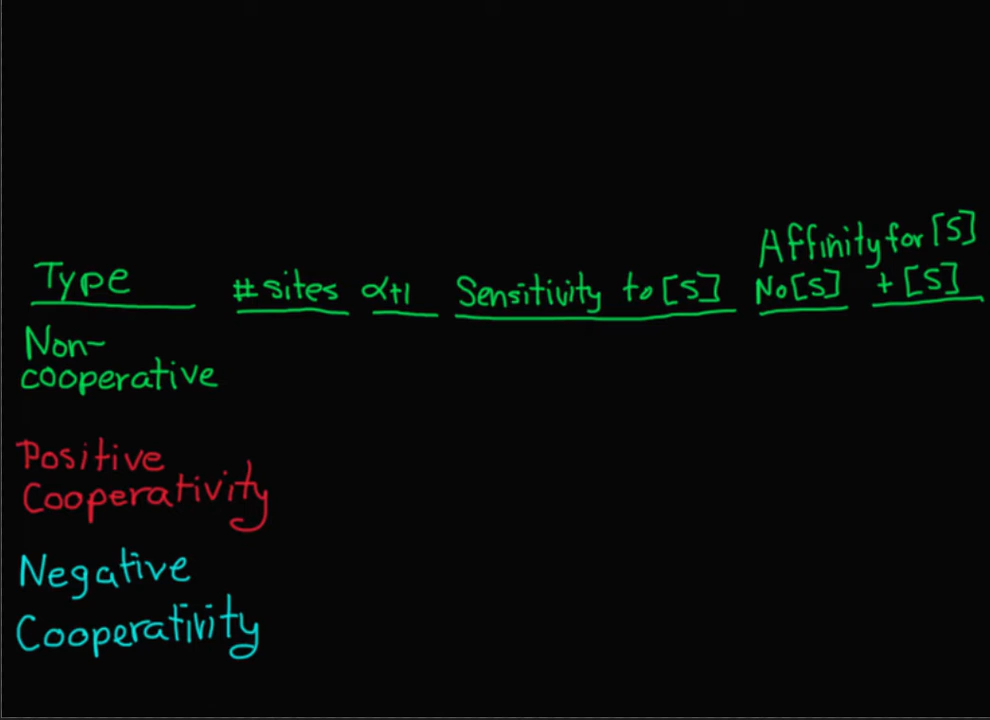 Affinity for [S]
Type # sites α+1 Sensitivity to [S] No [S] + [S]
Non-
cooperative
Positive
Cooperativity
Negative
Cooperativity